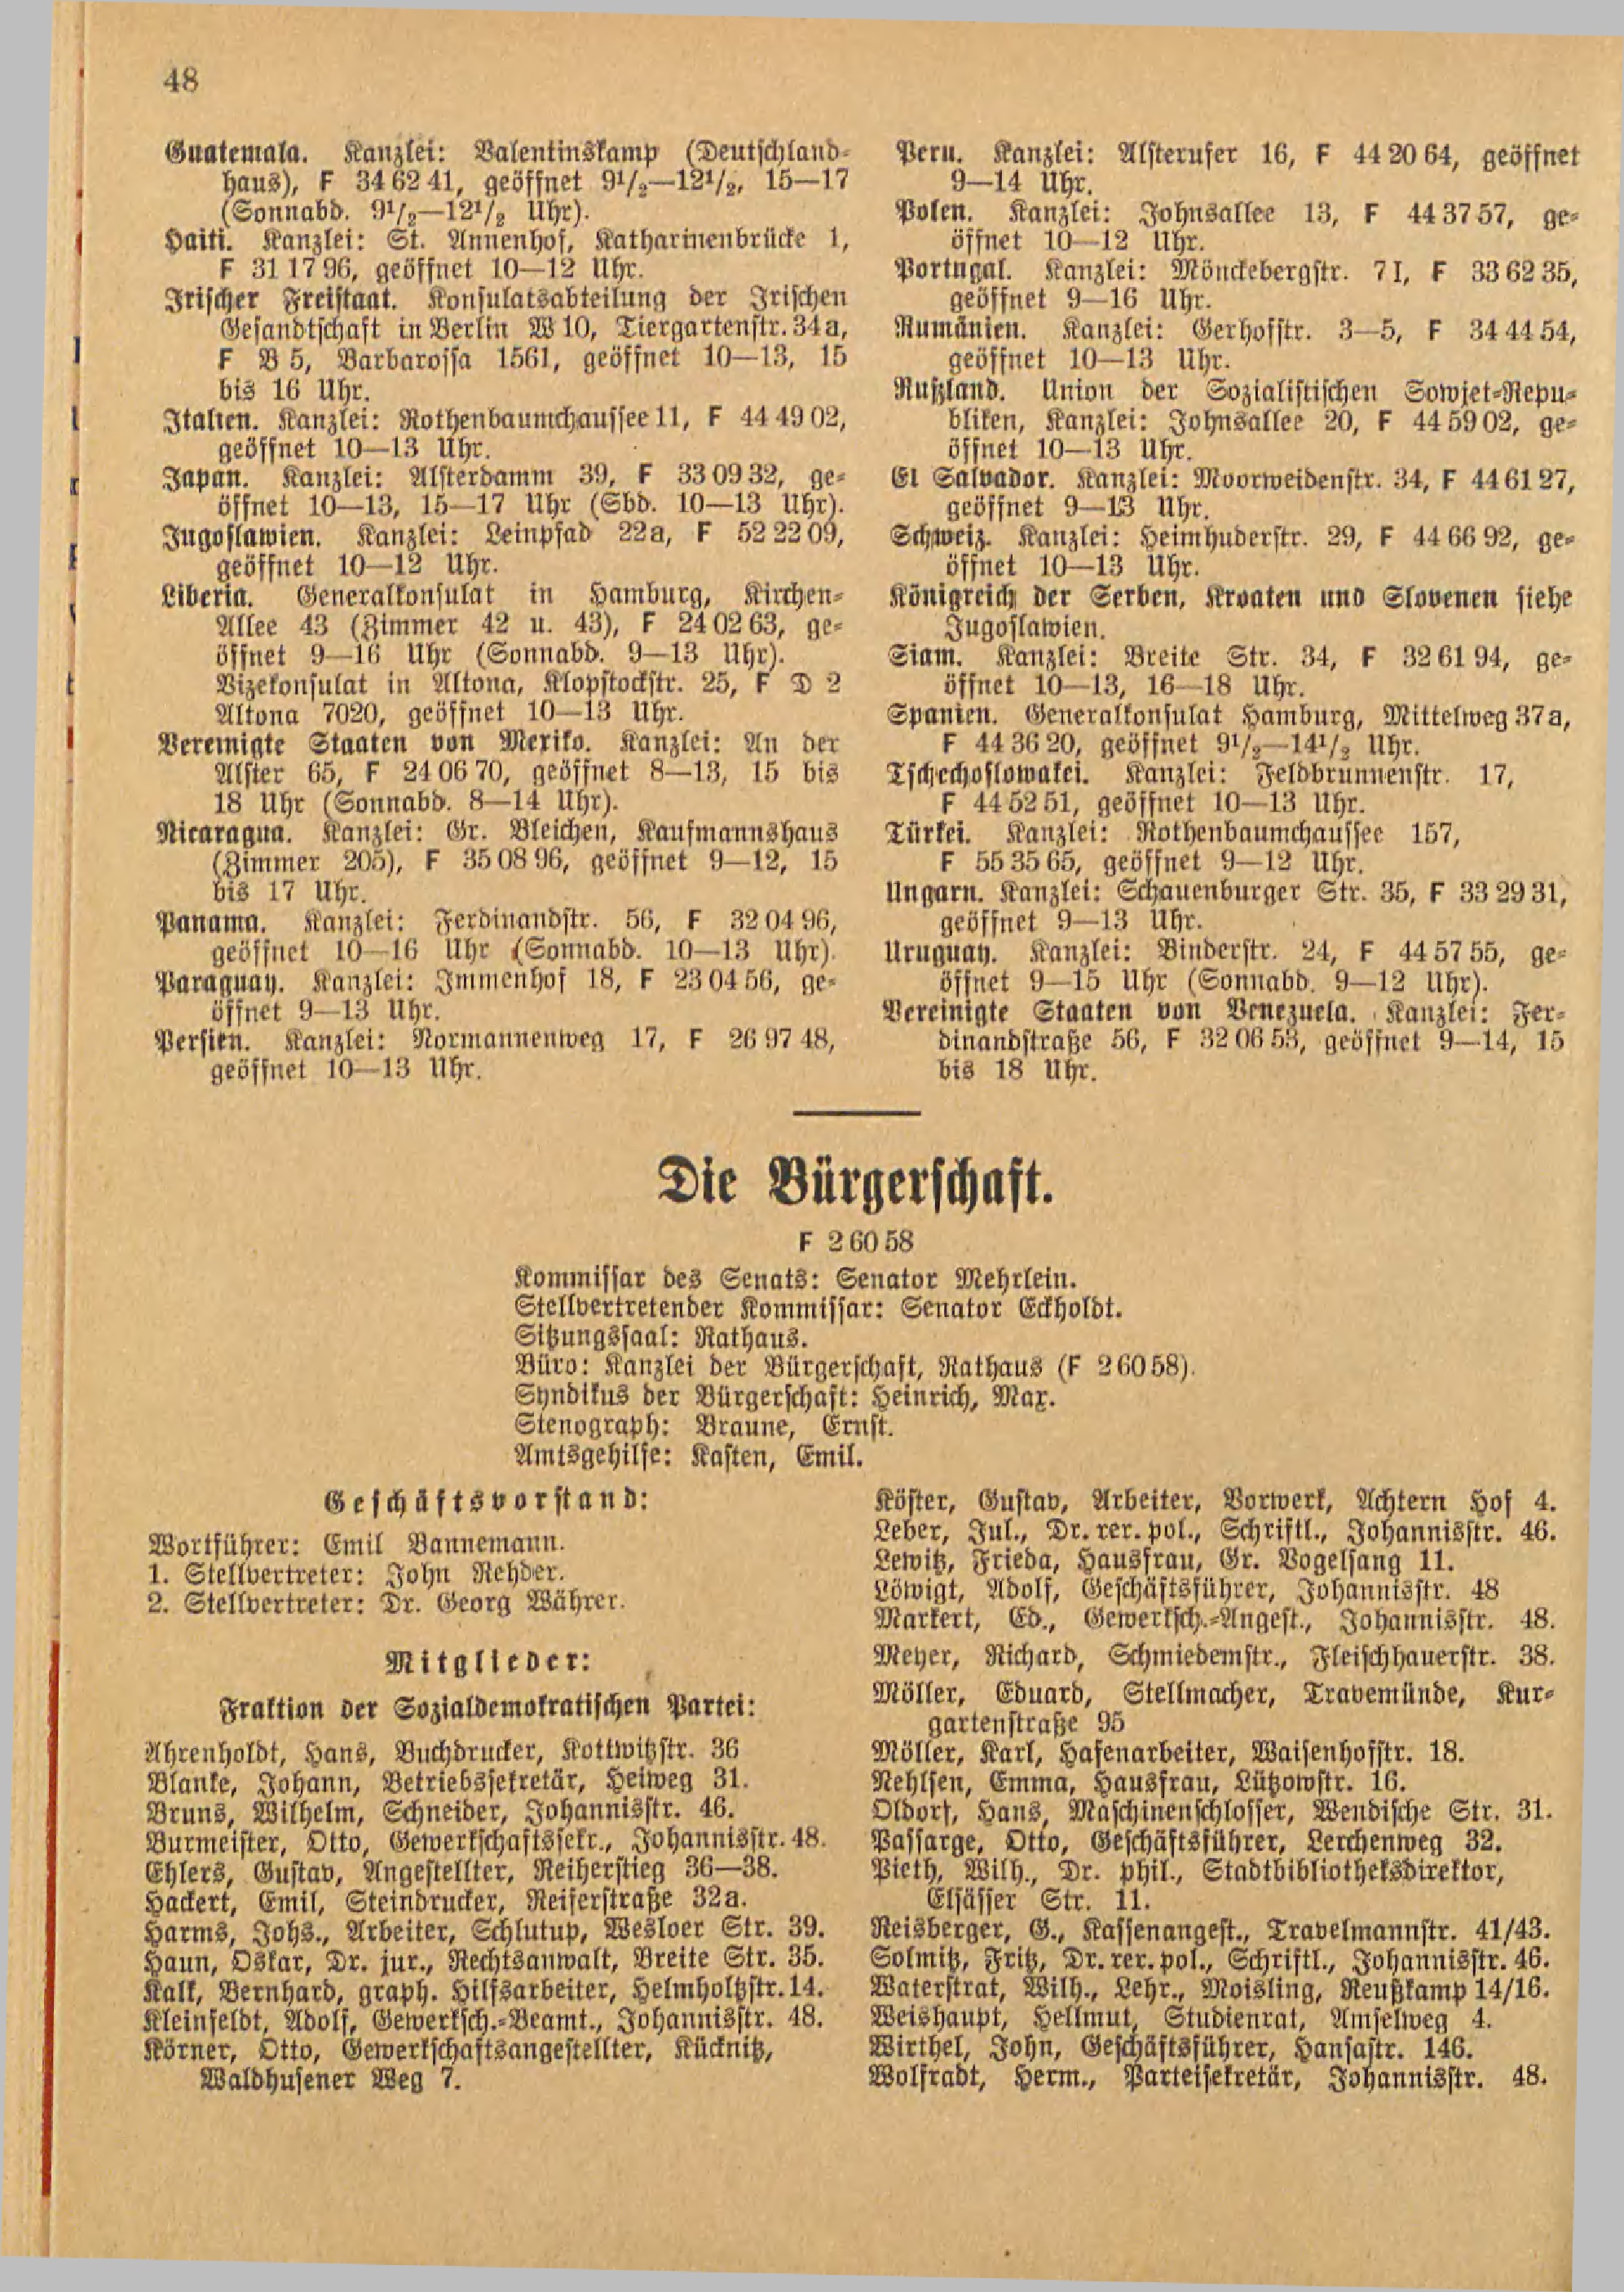 48
Guatemala. Kanzlei: Valentinskamp (Deutschland-
haus), F 34 62 41, geöffnet 9¹/₂—12¹/₂, 15—17
(Sonnabd. 9¹/₂—12¹/₂ Uhr).
Haiti. Kanzlei: St. Annenhof, Katharinenbrücke 1,
F 31 17 96, geöffnet 10—12 Uhr.
Irischer Freistaat. Konsulatsabteilung der Irischen
Gesandtschaft in Berlin W 10, Tiergartenstr. 34a,
F B 5, Barbarossa 1561, geöffnet 10—13, 15
bis 16 Uhr.
Italien. Kanzlei: Rothenbaumchaussee 11, F 44 49 02,
geöffnet 10—13 Uhr.
Japan. Kanzlei: Alsterdamm 39, F 33 09 32, ge-
öffnet 10—13, 15—17 Uhr (Sbd. 10—13 Uhr).
Jugoslawien. Kanzlei: Leinpfad 22a, F 52 22 09,
geöffnet 10—12 Uhr.
Liberia. Generalkonsulat in Hamburg, Kirchen-
Allee 43 (Zimmer 42 u. 43), F 24 02 63, ge-
öffnet 9—16 Uhr (Sonnabd. 9—13 Uhr).
Vizekonsulat in Altona, Klopstockstr. 25, F D 2
Altona 7020, geöffnet 10—13 Uhr.
Vereinigte Staaten von Mexiko. Kanzlei: An der
Alster 65, F 24 06 70, geöffnet 8—13, 15 bis
18 Uhr (Sonnabd. 8—14 Uhr).
Nicaragua. Kanzlei: Gr. Bleichen, Kaufmannshaus
(Zimmer 205), F 35 08 96, geöffnet 9—12, 15
bis 17 Uhr.
Panama. Kanzlei: Ferdinandstr. 56, F 32 04 96,
geöffnet 10—16 Uhr (Sonnabd. 10—13 Uhr).
Paraguay. Kanzlei: Immenhof 18, F 23 04 56, ge-
öffnet 9—13 Uhr.
Persien. Kanzlei: Normannenweg 17, F 26 97 48,
geöffnet 10—13 Uhr.
Peru. Kanzlei: Alsterufer 16, F 44 20 64, geöffnet
9—14 Uhr.
Polen. Kanzlei: Johnsallee 13, F 44 37 57, ge-
öffnet 10—12 Uhr.
Portugal. Kanzlei: Mönckebergstr. 7 I, F 33 62 35,
geöffnet 9—16 Uhr.
Rumänien. Kanzlei: Gerhofstr. 3—5, F 34 44 54,
geöffnet 10—13 Uhr.
Rußland. Union der Sozialistischen Sowjet-Repu-
bliken, Kanzlei: Johnsallee 20, F 44 59 02, ge-
öffnet 10—13 Uhr.
El Salvador. Kanzlei: Moorweidenstr. 34, F 44 61 27,
geöffnet 9—13 Uhr.
Schweiz. Kanzlei: Heimhuderstr. 29, F 44 66 92, ge-
öffnet 10—13 Uhr.
Königreich der Serben, Kroaten und Slovenen siehe
Jugoslawien.
Siam. Kanzlei: Breite Str. 34, F 32 61 94, ge-
öffnet 10—13, 16—18 Uhr.
Spanien. Generalkonsulat Hamburg, Mittelweg 37a,
F 44 36 20, geöffnet 9¹/₂—14¹/₂ Uhr.
Tschechoslowakei. Kanzlei: Feldbrunnenstr. 17,
F 44 52 51, geöffnet 10—13 Uhr.
Türkei. Kanzlei: Rothenbaumchaussee 157,
F 55 35 65, geöffnet 9—12 Uhr.
Ungarn. Kanzlei: Schauenburger Str. 35, F 33 29 31,
geöffnet 9—13 Uhr.
Uruguay. Kanzlei: Binderstr. 24, F 44 57 55, ge-
öffnet 9—15 Uhr (Sonnabd. 9—12 Uhr).
Vereinigte Staaten von Venezuela. Kanzlei: Fer-
dinandstraße 56, F 32 06 53, geöffnet 9—14, 15
bis 18 Uhr.
Die Bürgerschaft.
F 2 60 58
Kommissar des Senats: Senator Mehrlein.
Stellvertretender Kommissar: Senator Eckholdt.
Sitzungssaal: Rathaus.
Büro: Kanzlei der Bürgerschaft, Rathaus (F 2 60 58).
Syndikus der Bürgerschaft: Heinrich, Max.
Stenograph: Braune, Ernst.
Amtsgehilfe: Kasten, Emil.
Geschäftsvorstand:
Wortführer: Emil Bannemann.
1. Stellvertreter: John Rehder.
2. Stellvertreter: Dr. Georg Währer.
Mitglieder:
Fraktion der Sozialdemokratischen Partei:
Ahrenholdt, Hans, Buchdrucker, Kottwitzstr. 36
Blanke, Johann, Betriebssekretär, Heiweg 31.
Bruns, Wilhelm, Schneider, Johannisstr. 46.
Burmeister, Otto, Gewerkschaftssekr., Johannisstr. 48.
Ehlers, Gustav, Angestellter, Reiherstieg 36—38.
Hackert, Emil, Steindrucker, Reiferstraße 32a.
Harms, Johs., Arbeiter, Schlutup, Wesloer Str. 39.
Haun, Oskar, Dr. jur., Rechtsanwalt, Breite Str. 35.
Kalk, Bernhard, graph. Hilfsarbeiter, Helmholtzstr. 14.
Kleinfeldt, Adolf, Gewerksch.-Beamt., Johannisstr. 48.
Körner, Otto, Gewerkschaftsangestellter, Kücknitz,
Waldhusener Weg 7.
Köster, Gustav, Arbeiter, Vorwerk, Achtern Hof 4.
Leber, Jul., Dr. rer. pol., Schriftl., Johannisstr. 46.
Lewitz, Frieda, Hausfrau, Gr. Vogelsang 11.
Löwigt, Adolf, Geschäftsführer, Johannisstr. 48
Markert, Ed., Gewerksch.-Angest., Johannisstr. 48.
Meyer, Richard, Schmiedemstr., Fleischhauerstr. 38.
Möller, Eduard, Stellmacher, Travemünde, Kur-
gartenstraße 95
Möller, Karl, Hafenarbeiter, Waisenhofstr. 18.
Nehlsen, Emma, Hausfrau, Lützowstr. 16.
Oldorf, Hans, Maschinenschlosser, Wendische Str. 31.
Passarge, Otto, Geschäftsführer, Lerchenweg 32.
Pieth, Wilh., Dr. phil., Stadtbibliotheksdirektor,
Elsässer Str. 11.
Reisberger, G., Kassenangest., Travelmannstr. 41/43.
Solmitz, Fritz, Dr. rer. pol., Schriftl., Johannisstr. 46.
Waterstrat, Wilh., Lehr., Moisling, Reußkamp 14/16.
Weishaupt, Hellmut, Studienrat, Amselweg 4.
Wirthel, John, Geschäftsführer, Hansastr. 146.
Wolfradt, Herm., Parteisekretär, Johannisstr. 48.